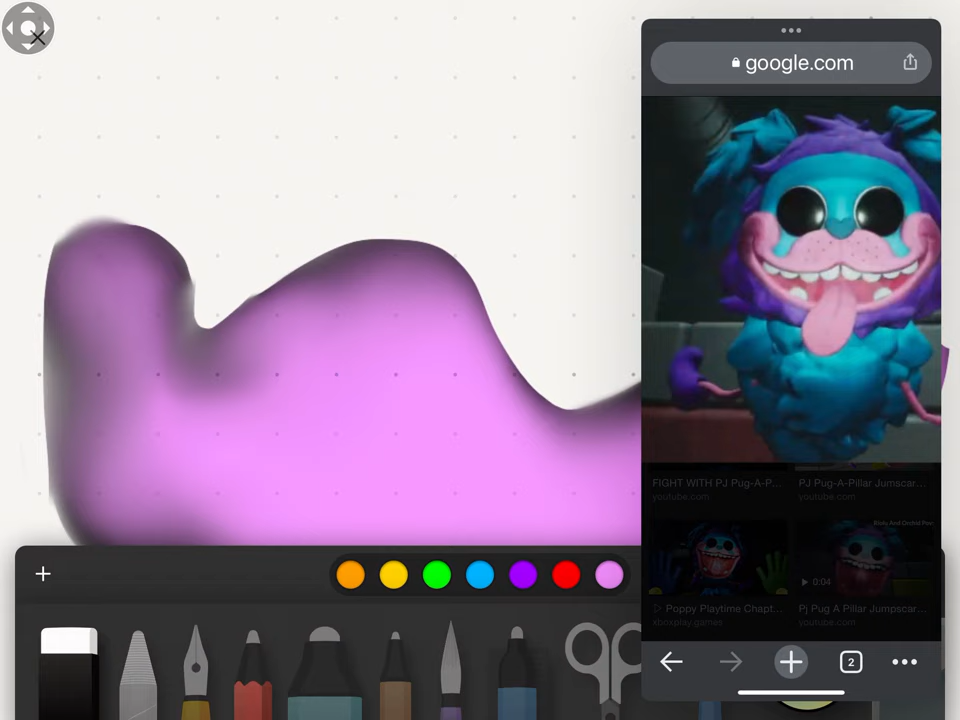 google.com
FIGHT WITH PJ Pug-A-P...
youtube.com
PJ Pug-A-Pillar Jumscar...
youtube.com
0:04
Poppy Playtime Chapt...
xboxplay.games
Pj Pug A Pillar Jumpscar...
youtube.com
2